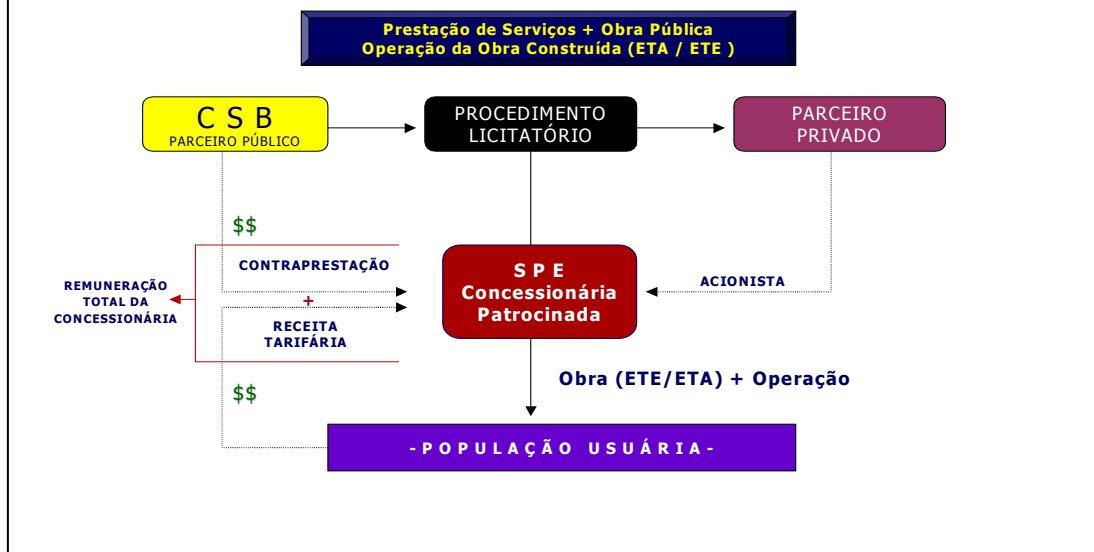 Prestação de Serviços + Obra Pública
Operação da Obra Construída (ETA / ETE )
C S B
PARCEIRO PÚBLICO
PROCEDIMENTO
LICITATÓRIO
PARCEIRO
PRIVADO
$$
CONTRAPRESTAÇÃO
REMUNERAÇÃO
TOTAL DA
CONCESSIONÁRIA
+
RECEITA
TARIFÁRIA
S P E
Concessionária
Patrocinada
ACIONISTA
Obra (ETE/ETA) + Operação
$$
- P O P U L A Ç Ã O U S U Á R I A -